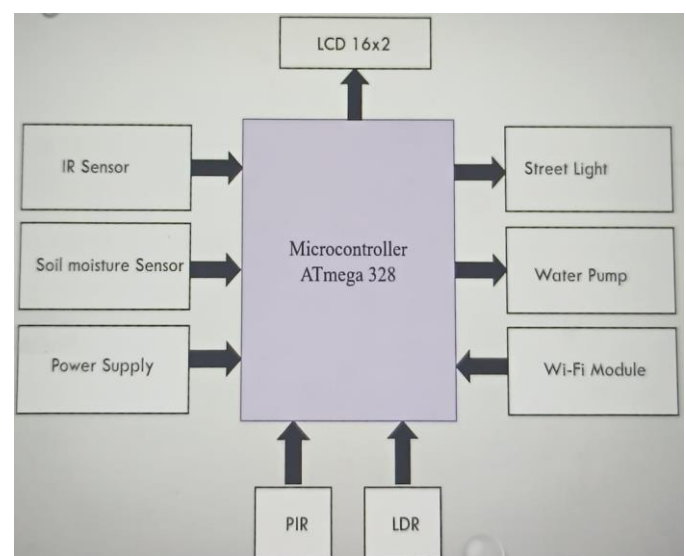 LCD 16x2
IR Sensor
Street Light
Soil moisture Sensor
Microcontroller
ATmega 328
Water Pump
Power Supply
Wi-Fi Module
PIR
LDR